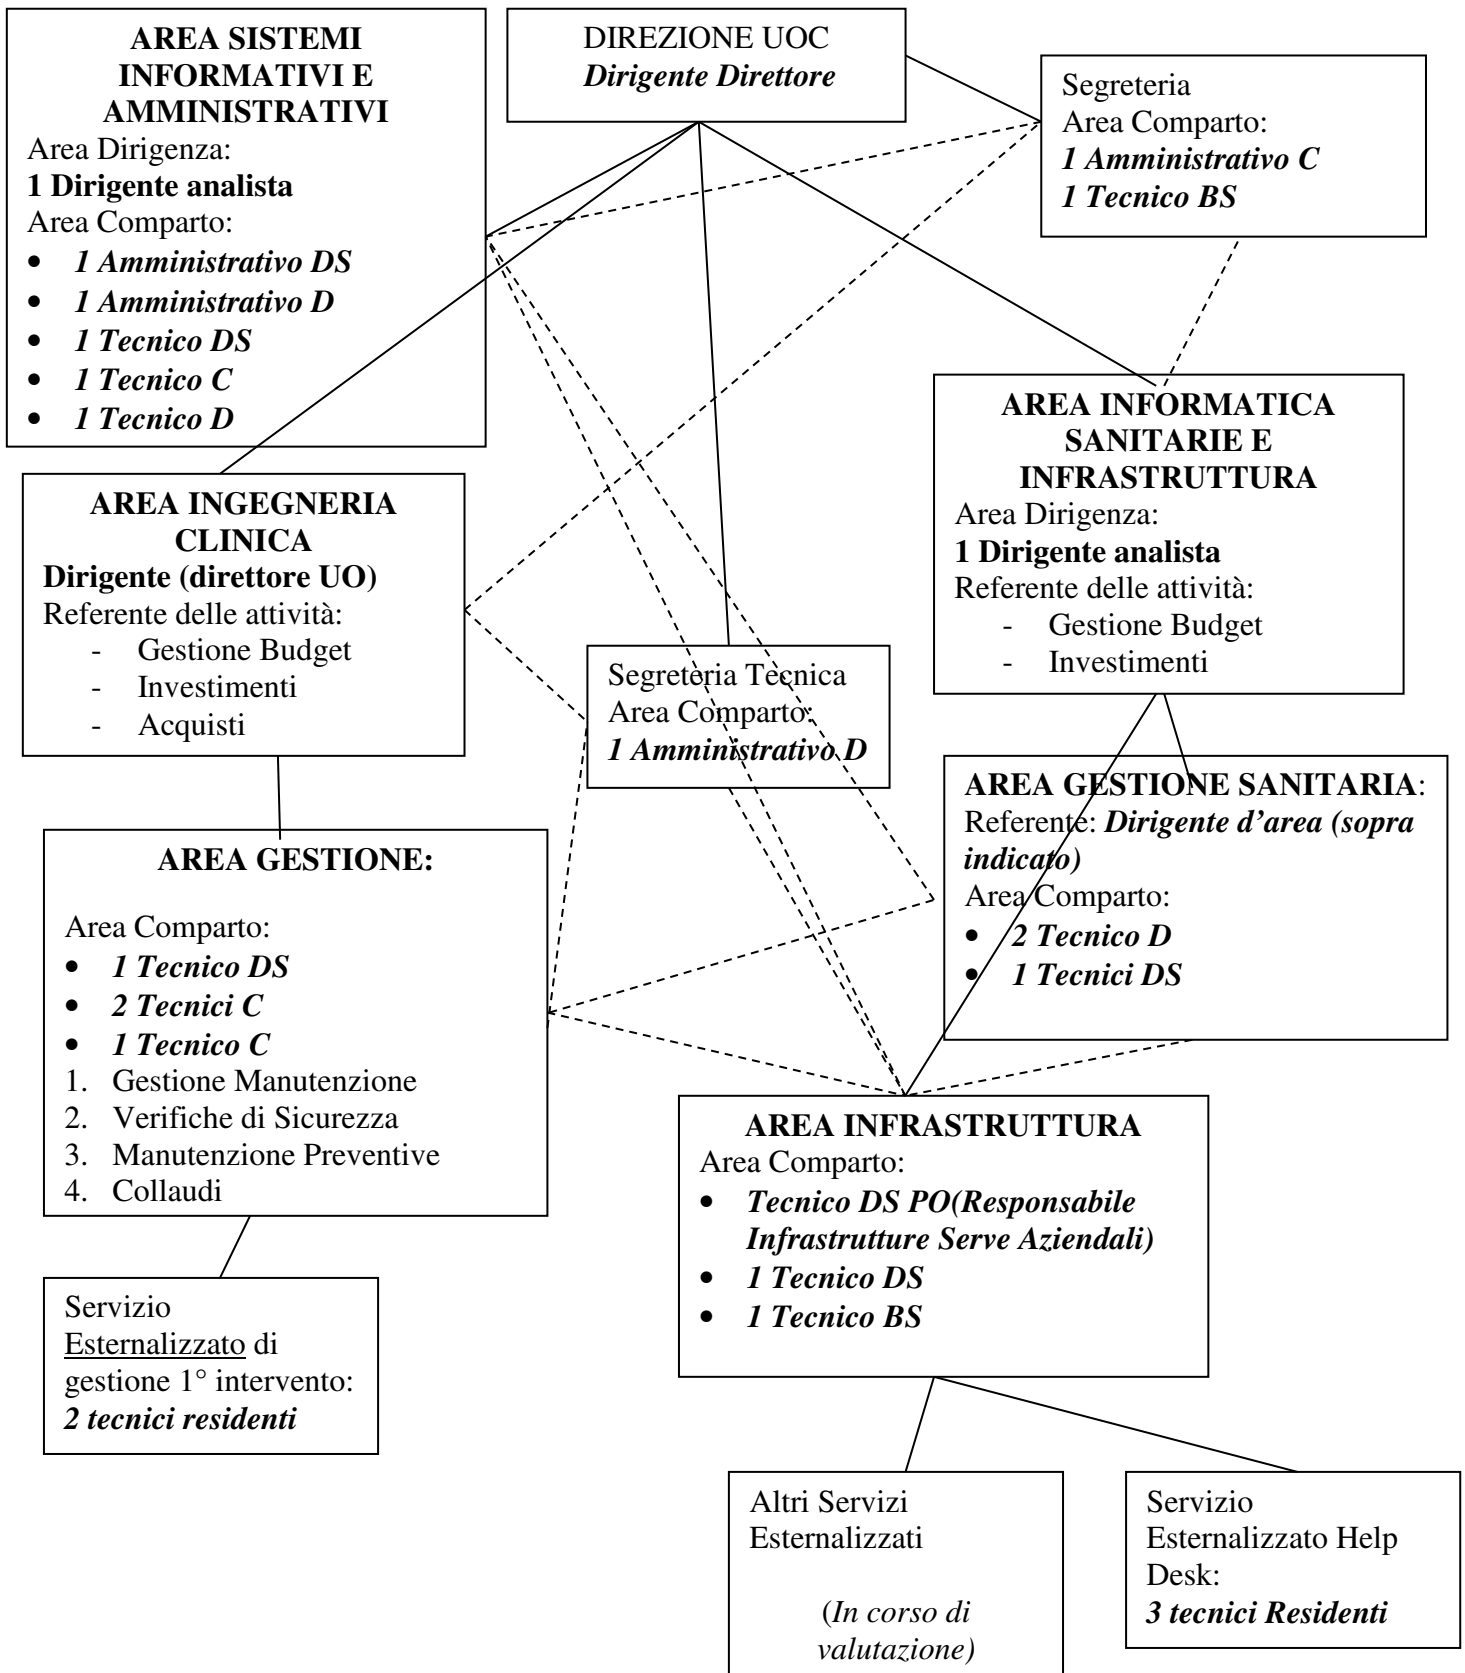 AREA SISTEMI
INFORMATIVI E
AMMINISTRATIVI
Area Dirigenza:
1 Dirigente analista
Area Comparto:
• 1 Amministrativo DS
• 1 Amministrativo D
• 1 Tecnico DS
• 1 Tecnico C
• 1 Tecnico D
DIREZIONE UOC
Dirigente Direttore
Segreteria
Area Comparto:
1 Amministrativo C
1 Tecnico BS
AREA INGEGNERIA
CLINICA
Dirigente (direttore UO)
Referente delle attività:
- Gestione Budget
- Investimenti
- Acquisti
Segreteria Tecnica
Area Comparto:
1 Amministrativo D
AREA INFORMATICA
SANITARIE E
INFRASTRUTTURA
Area Dirigenza:
1 Dirigente analista
Referente delle attività:
- Gestione Budget
- Investimenti
AREA GESTIONE:
Area Comparto:
• 1 Tecnico DS
• 2 Tecnici C
• 1 Tecnico C
1. Gestione Manutenzione
2. Verifiche di Sicurezza
3. Manutenzione Preventive
4. Collaudi
AREA GESTIONE SANITARIA:
Referente: Dirigente d'area (sopra
indicato)
Area Comparto:
• 2 Tecnico D
• 1 Tecnici DS
AREA INFRASTRUTTURA
Area Comparto:
• Tecnico DS PO(Responsabile
Infrastrutture Serve Aziendali)
• 1 Tecnico DS
• 1 Tecnico BS
Servizio
Esternalizzato di
gestione 1° intervento:
2 tecnici residenti
Altri Servizi
Esternalizzati
(In corso di
valutazione)
Servizio
Esternalizzato Help
Desk:
3 tecnici Residenti